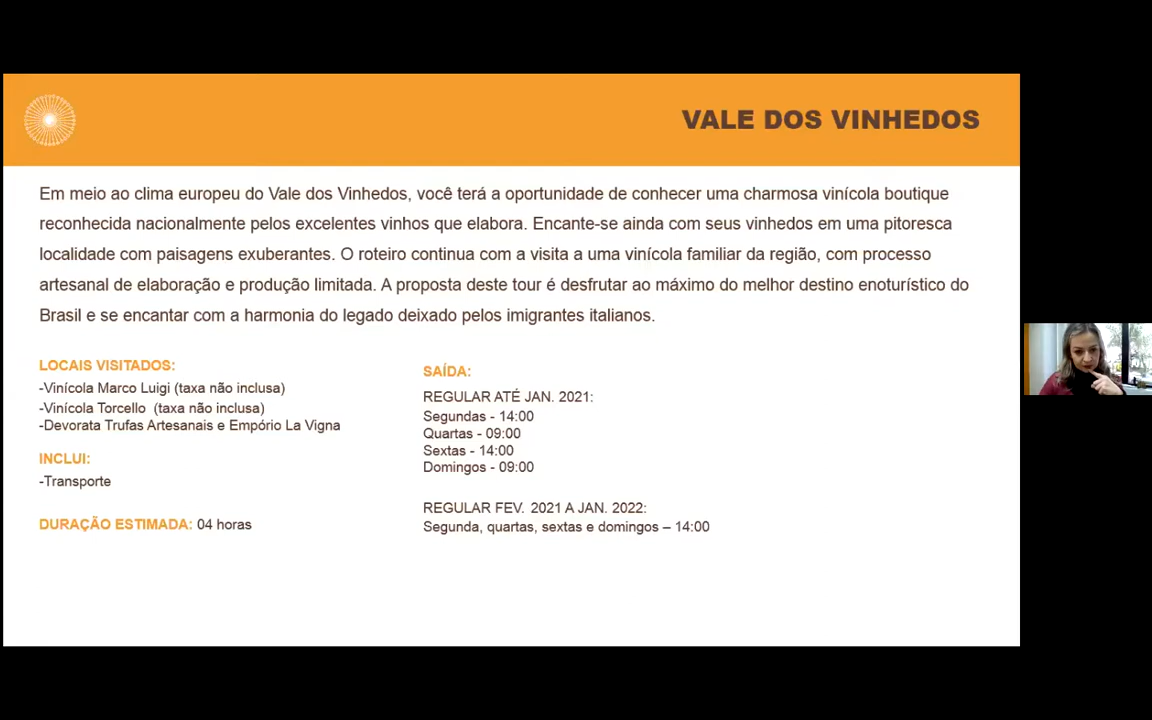 VALE DOS VINHEDOS
Em meio ao clima europeu do Vale dos Vinhedos, você terá a oportunidade de conhecer uma charmosa vinícola boutique
reconhecida nacionalmente pelos excelentes vinhos que elabora. Encante-se ainda com seus vinhedos em uma pitoresca
localidade com paisagens exuberantes. O roteiro continua com a visita a uma vinícola familiar da região, com processo
artesanal de elaboração e produção limitada. A proposta deste tour é desfrutar ao máximo do melhor destino enoturístico do
Brasil e se encantar com a harmonia do legado deixado pelos imigrantes italianos.
LOCAIS VISITADOS:
-Vinícola Marco Luigi (taxa não inclusa)
-Vinícola Torcello (taxa não inclusa)
-Devorata Trufas Artesanais e Empório La Vigna
INCLUI:
-Transporte
DURAÇÃO ESTIMADA: 04 horas
SAÍDA:
REGULAR ATÉ JAN. 2021:
Segundas - 14:00
Quartas - 09:00
Sextas - 14:00
Domingos - 09:00
REGULAR FEV. 2021 A JAN. 2022:
Segunda, quartas, sextas e domingos – 14:00